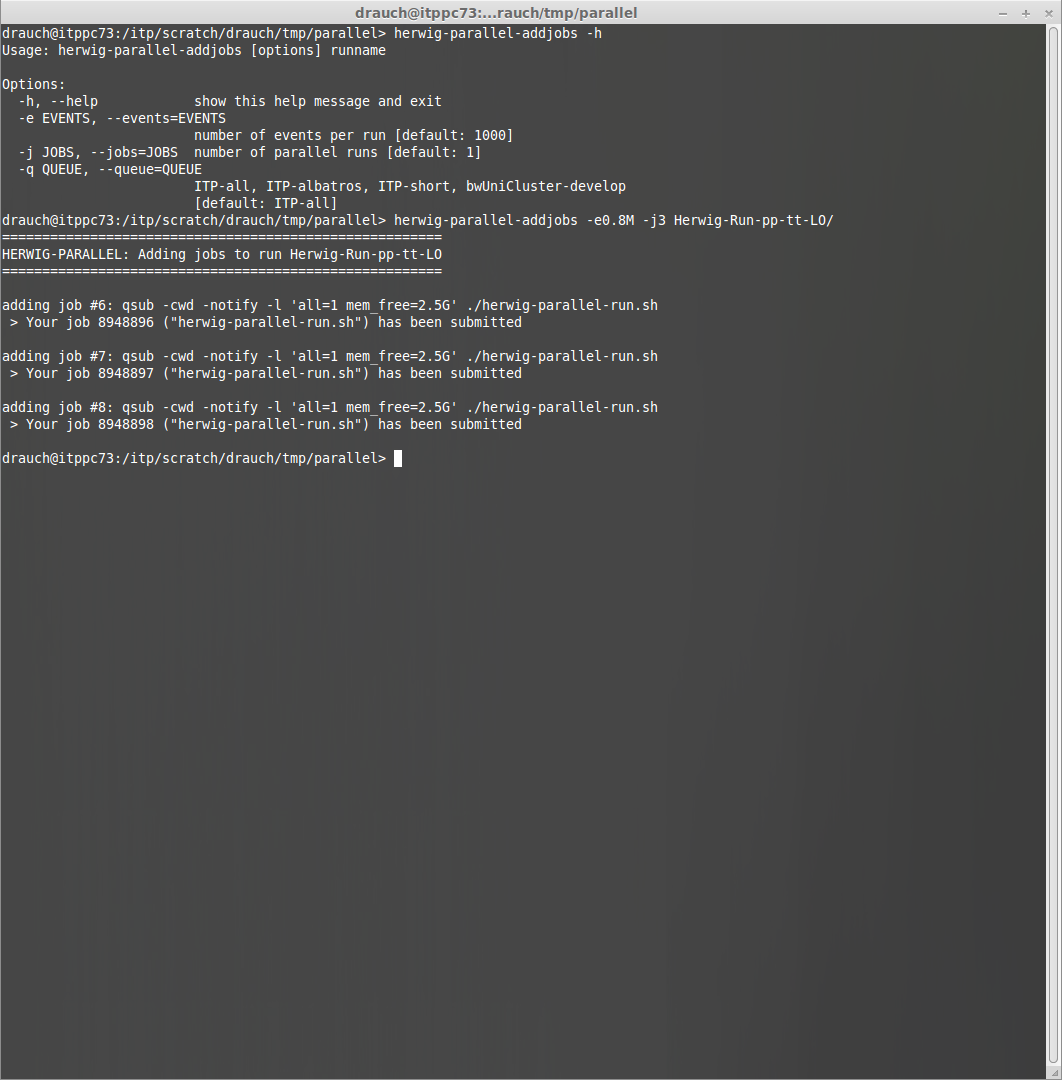 drauch@itppc73:...rauch/tmp/parallel
drauch@itppc73:/itp/scratch/drauch/tmp/parallel> herwig-parallel-addjobs -h
Usage: herwig-parallel-addjobs [options] runname

Options:
  -h, --help            show this help message and exit
  -e EVENTS, --events=EVENTS
                        number of events per run [default: 1000]
  -j JOBS, --jobs=JOBS  number of parallel runs [default: 1]
  -q QUEUE, --queue=QUEUE
                        ITP-all, ITP-albatros, ITP-short, bwUniCluster-develop
                        [default: ITP-all]
drauch@itppc73:/itp/scratch/drauch/tmp/parallel> herwig-parallel-addjobs -e0.8M -j3 Herwig-Run-pp-tt-LO/
=======================================================
HERWIG-PARALLEL: Adding jobs to run Herwig-Run-pp-tt-LO
=======================================================

adding job #6: qsub -cwd -notify -l 'all=1 mem_free=2.5G' ./herwig-parallel-run.sh
 > Your job 8948896 ("herwig-parallel-run.sh") has been submitted

adding job #7: qsub -cwd -notify -l 'all=1 mem_free=2.5G' ./herwig-parallel-run.sh
 > Your job 8948897 ("herwig-parallel-run.sh") has been submitted

adding job #8: qsub -cwd -notify -l 'all=1 mem_free=2.5G' ./herwig-parallel-run.sh
 > Your job 8948898 ("herwig-parallel-run.sh") has been submitted

drauch@itppc73:/itp/scratch/drauch/tmp/parallel>